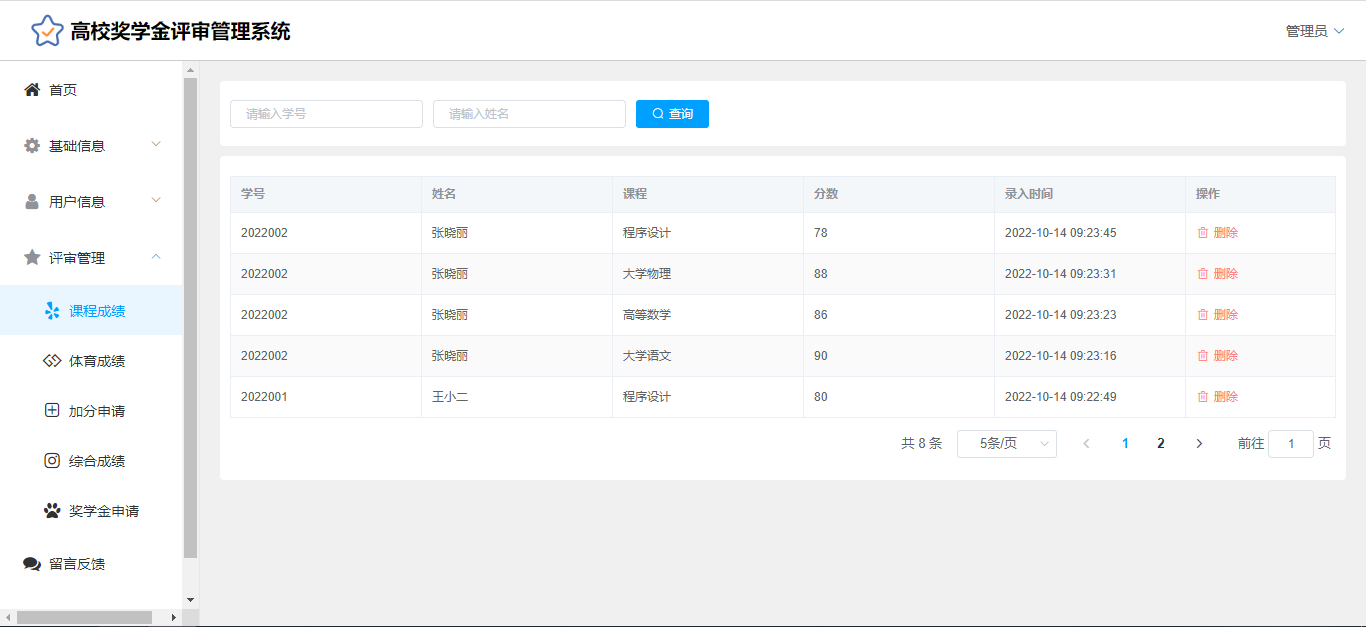 高校奖学金评审管理系统
管理员
首页
基础信息
用户信息
评审管理
课程成绩
体育成绩
加分申请
综合成绩
奖学金申请
留言反馈
请输入学号 请输入姓名 查询
学号 姓名 课程 分数 录入时间 操作
2022002 张晓丽 程序设计 78 2022-10-14 09:23:45 删除
2022002 张晓丽 大学物理 88 2022-10-14 09:23:31 删除
2022002 张晓丽 高等数学 86 2022-10-14 09:23:23 删除
2022002 张晓丽 大学语文 90 2022-10-14 09:23:16 删除
2022001 王小二 程序设计 80 2022-10-14 09:22:49 删除
共 8 条 5条/页 1 2 前往 1 页